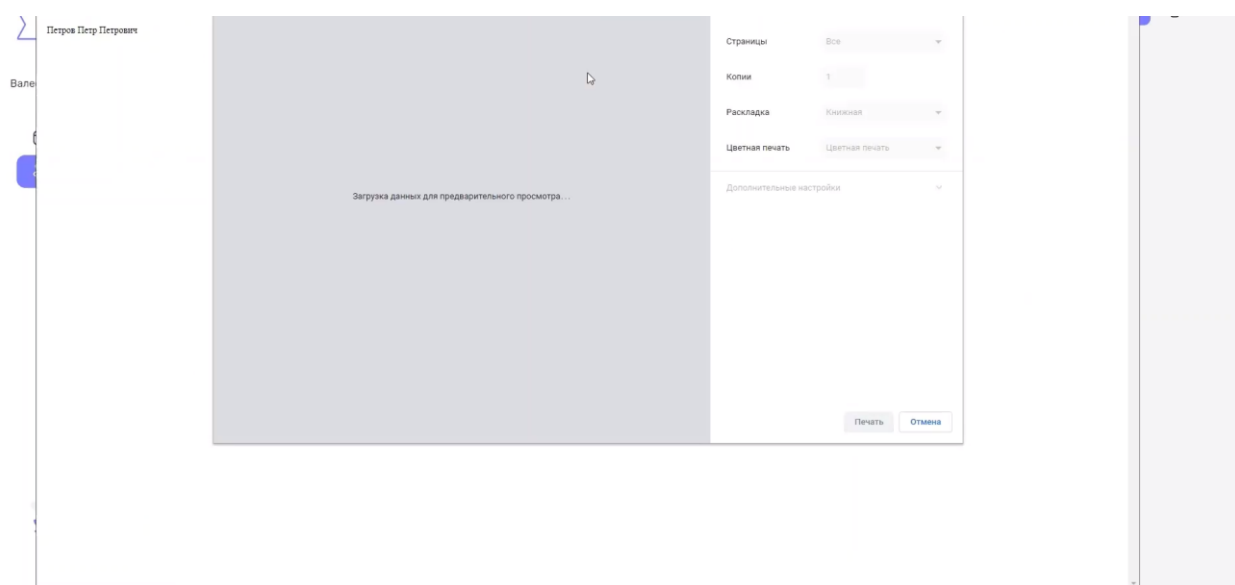 Петров Петр Петрович
Вале
Страницы Все
Копии 1
Раскладка Книжная
Цветная печать Цветная печать
Дополнительные настройки
Загрузка данных для предварительного просмотра...
Печать Отмена